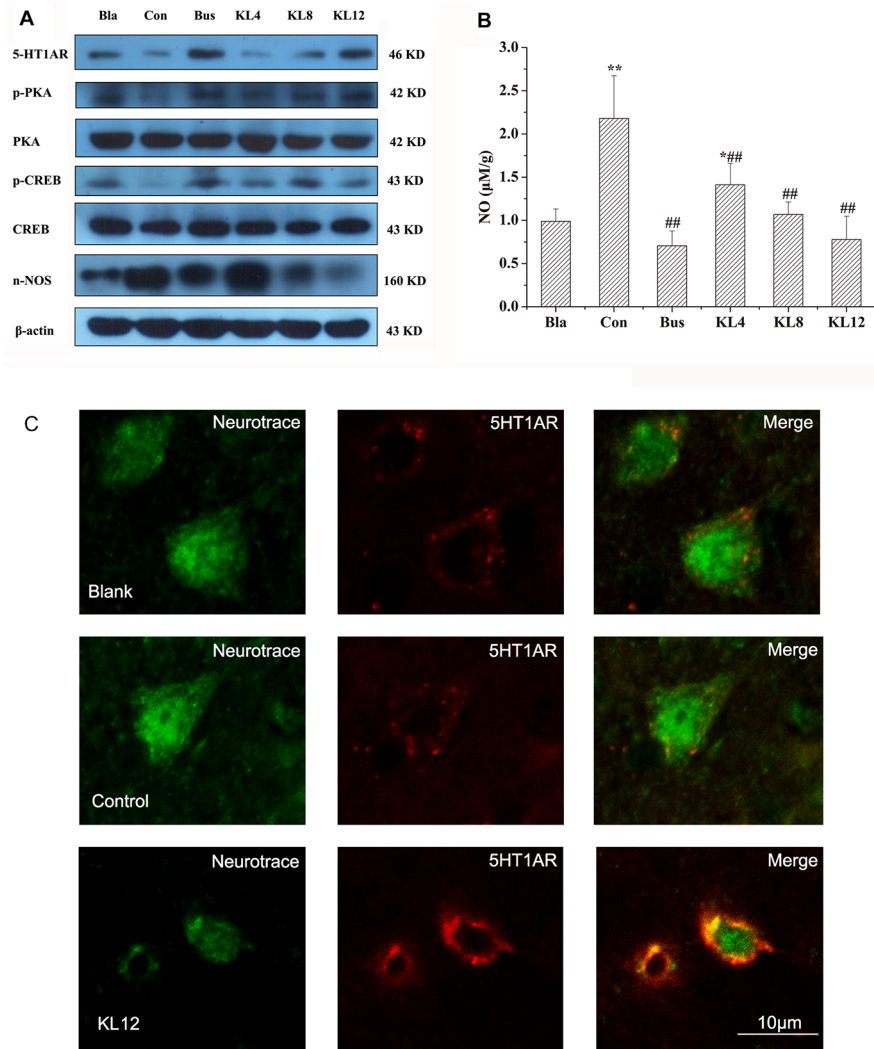 A
Bla Con Bus KL4 KL8 KL12
5-HT1AR 46 KD
p-PKA 42 KD
PKA 42 KD
p-CREB 43 KD
CREB 43 KD
n-NOS 160 KD
β-actin 43 KD
B
NO (μM/g)
3.0
2.5
2.0
1.5
1.0
0.5
0.0
**
##
*##
##
##
Bla Con Bus KL4 KL8 KL12
C
Neurotrace 5HT1AR Merge
Blank
Neurotrace 5HT1AR Merge
Control
Neurotrace 5HT1AR Merge
KL12
10μm